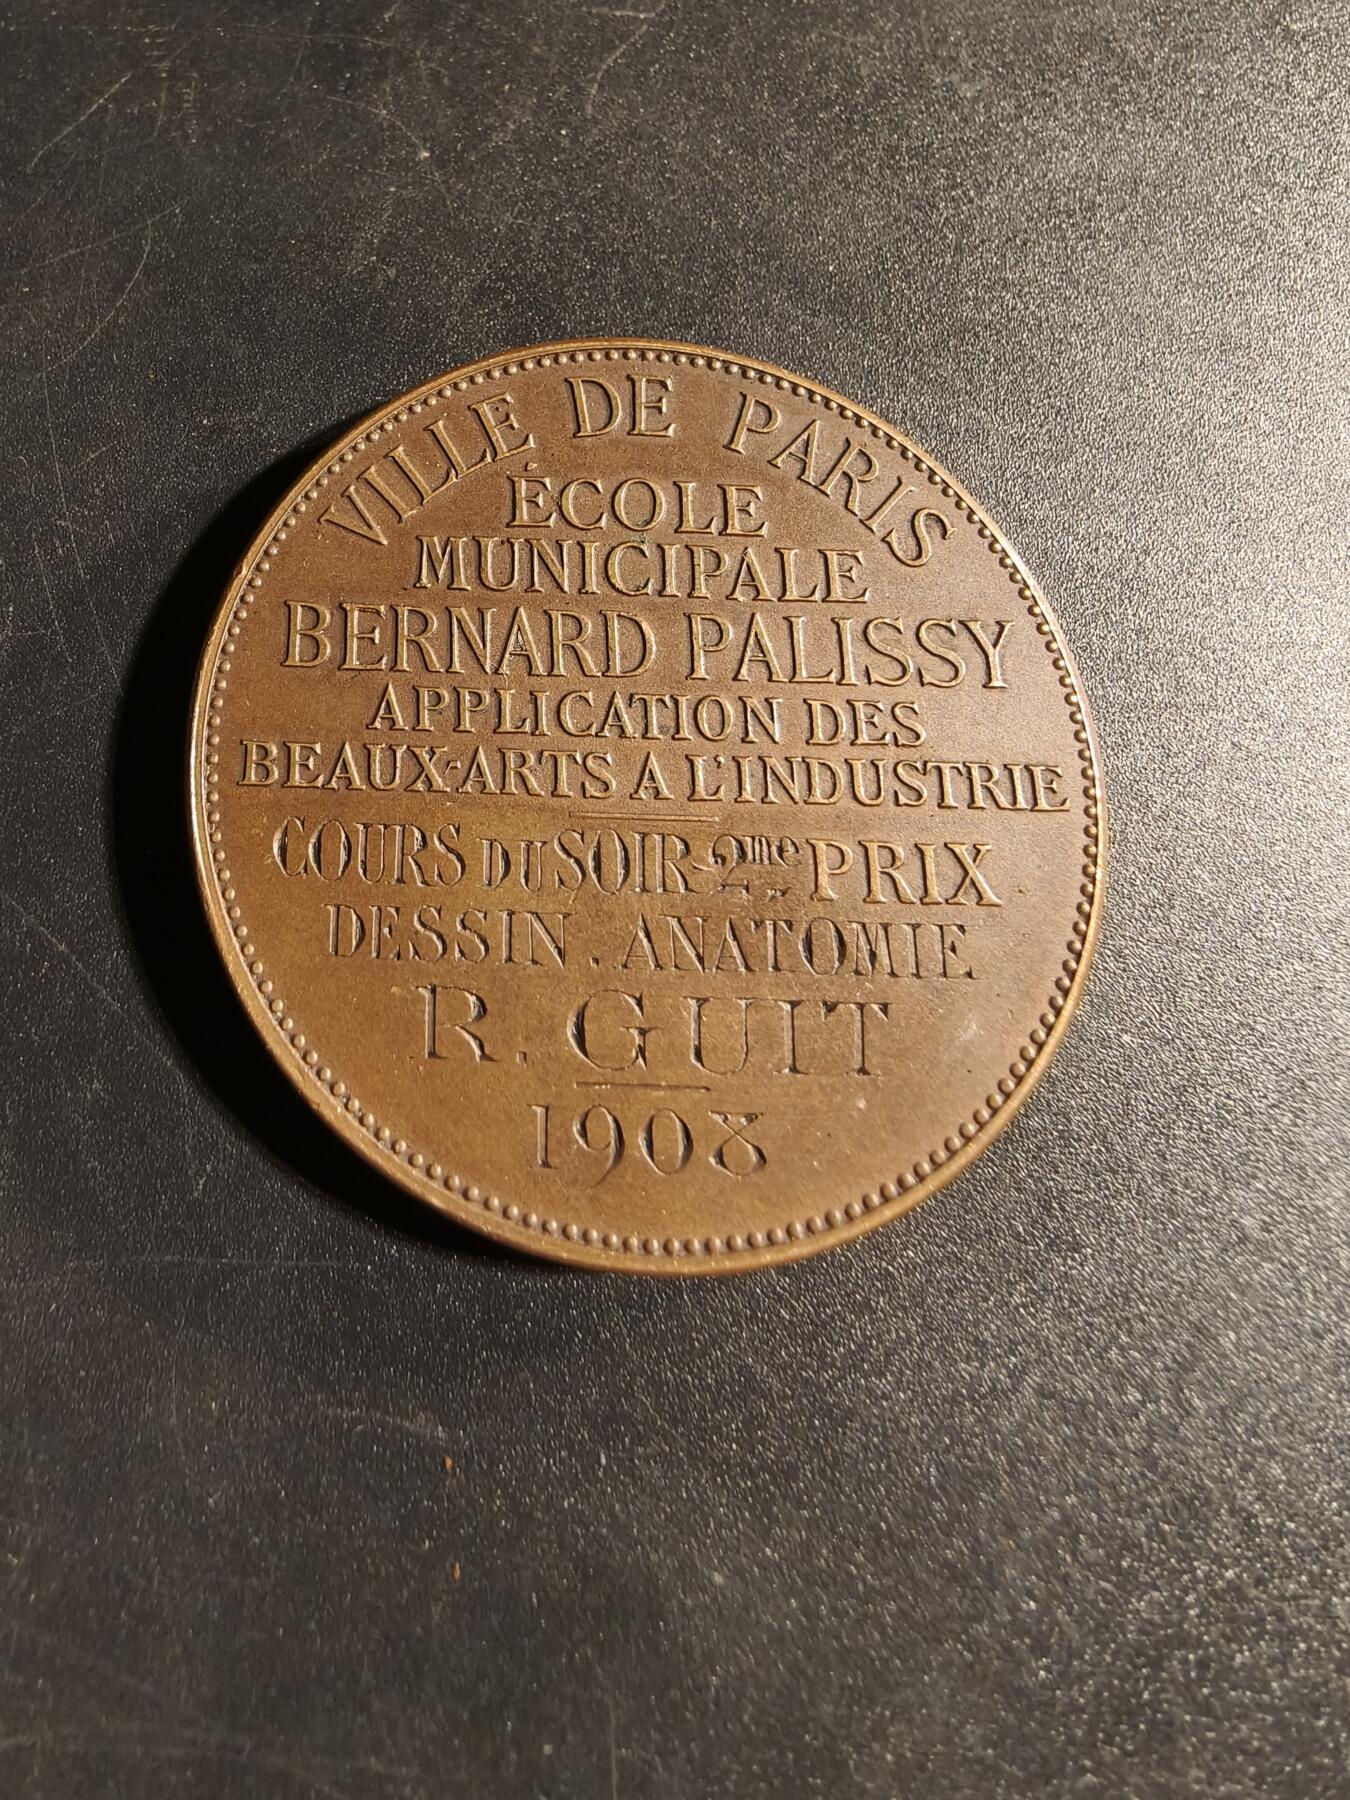 VILLE DE PARIS
ÉCOLE
MUNICIPALE
BERNARD PALISSY
APPLICATION DES
BEAUX-ARTS A L'INDUSTRIE
COURS DU SOIR-2me PRIX
DESSIN . ANATOMIE
R. GUIT
1908